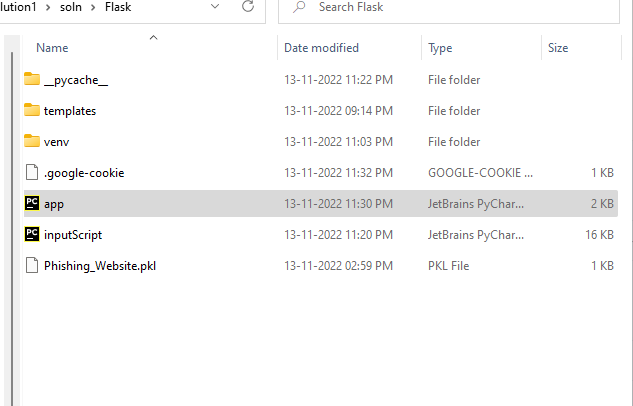 lution1 > soln > Flask Search Flask
Name Date modified Type Size
__pycache__ 13-11-2022 11:22 PM File folder
templates 13-11-2022 09:14 PM File folder
venv 13-11-2022 11:03 PM File folder
.google-cookie 13-11-2022 11:32 PM GOOGLE-COOKIE ... 1 KB
PC app 13-11-2022 11:30 PM JetBrains PyChar... 2 KB
PC inputScript 13-11-2022 11:20 PM JetBrains PyChar... 16 KB
Phishing_Website.pkl 13-11-2022 02:59 PM PKL File 1 KB